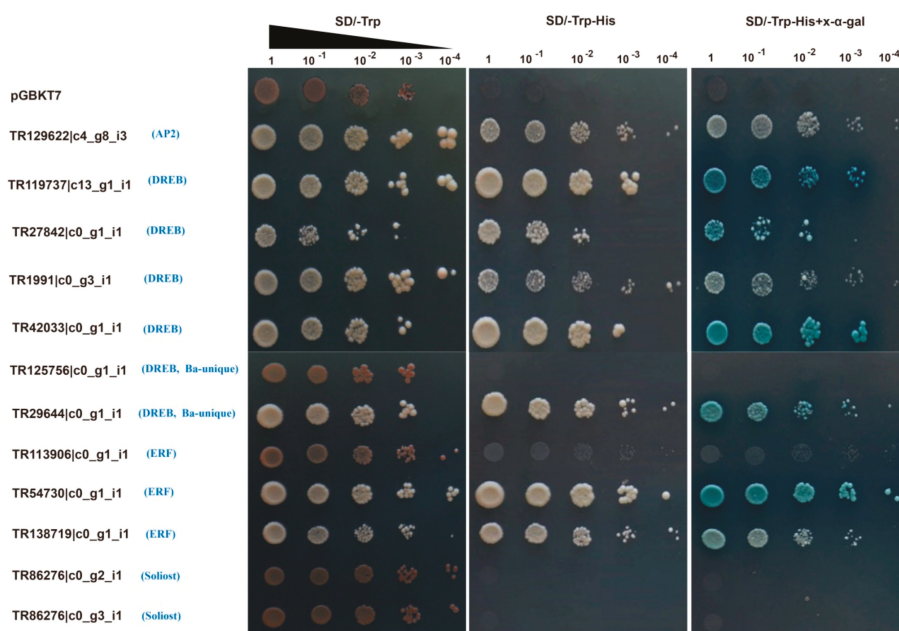 SD/-Trp SD/-Trp-His SD/-Trp-His+x-α-gal
1 10⁻¹ 10⁻² 10⁻³ 10⁻⁴ 1 10⁻¹ 10⁻² 10⁻³ 10⁻⁴ 1 10⁻¹ 10⁻² 10⁻³ 10⁻⁴
pGBKT7
TR129622|c4_g8_i3 (AP2)
TR119737|c13_g1_i1 (DREB)
TR27842|c0_g1_i1 (DREB)
TR1991|c0_g3_i1 (DREB)
TR42033|c0_g1_i1 (DREB)
TR125756|c0_g1_i1 (DREB, Ba-unique)
TR29644|c0_g1_i1 (DREB, Ba-unique)
TR113906|c0_g1_i1 (ERF)
TR54730|c0_g1_i1 (ERF)
TR138719|c0_g1_i1 (ERF)
TR86276|c0_g2_i1 (Soliost)
TR86276|c0_g3_i1 (Soliost)